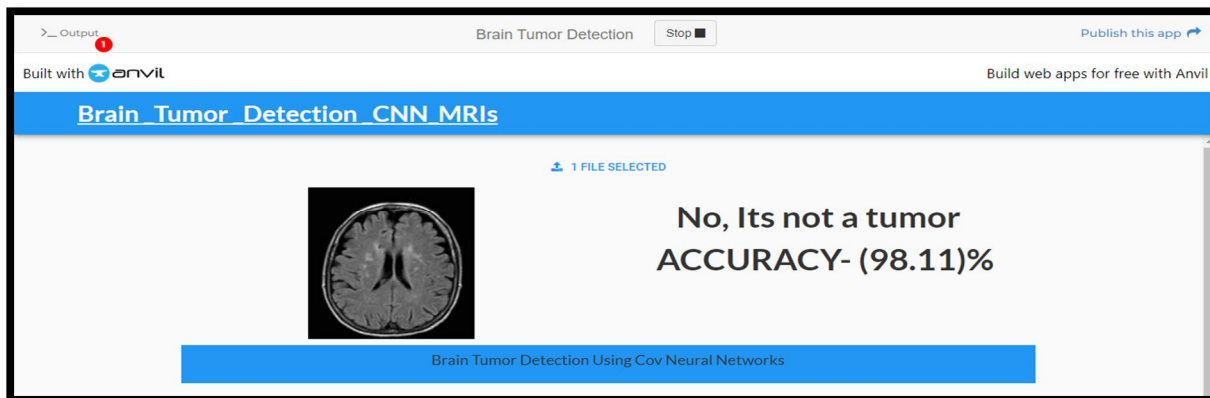 >_ Output
1
Brain Tumor Detection
Stop
Publish this app
Built with anvil
Build web apps for free with Anvil
Brain_Tumor_Detection_CNN_MRIs
1 FILE SELECTED
No, Its not a tumor
ACCURACY- (98.11)%
Brain Tumor Detection Using Cov Neural Networks